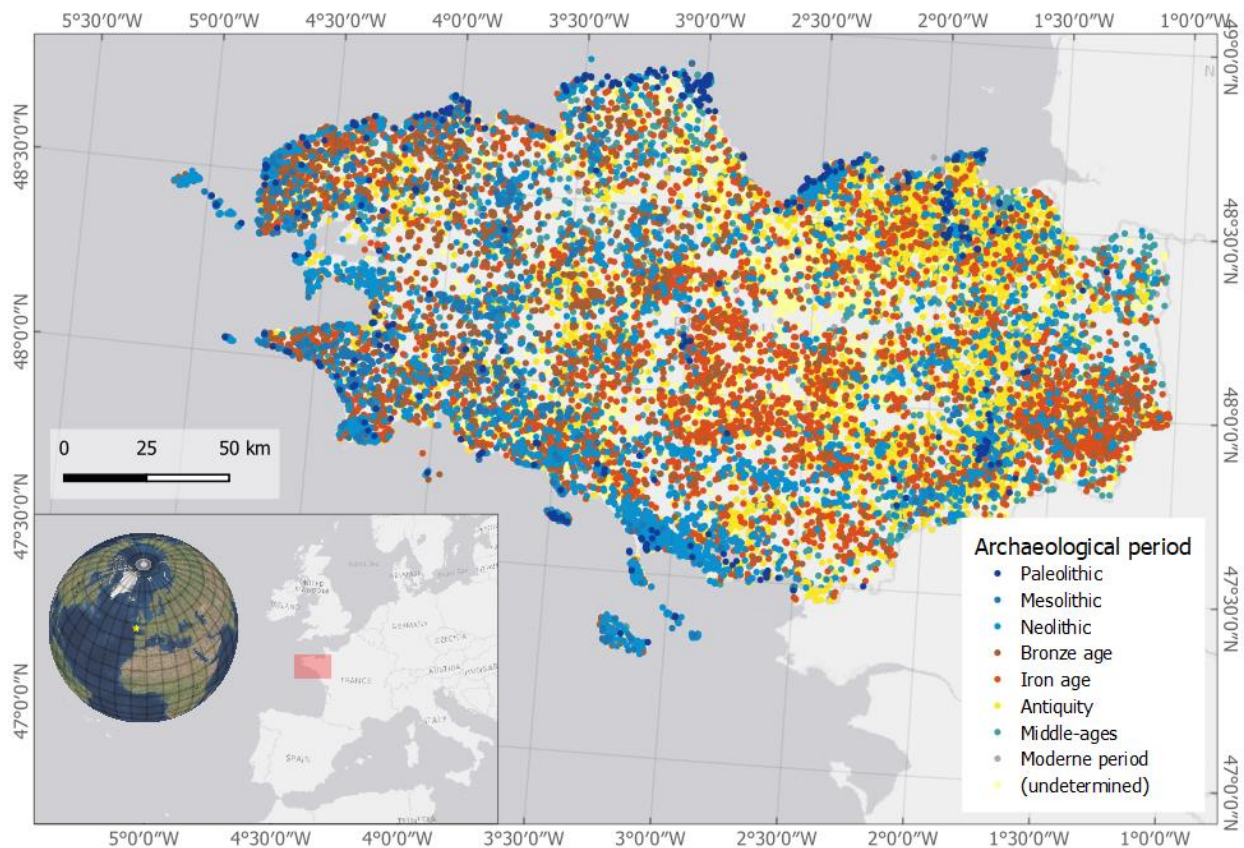 5°30'0"W 5°0'0"W 4°30'0"W 4°0'0"W 3°30'0"W 3°0'0"W 2°30'0"W 2°0'0"W 1°30'0"W 1°0'0"W
49°0'0"N
N
48°30'0"N
48°30'0"N
48°0'0"N
48°0'0"N
0 25 50 km
47°30'0"N
47°30'0"N
47°0'0"N
47°0'0"N
Archaeological period
Paleolithic
Mesolithic
Neolithic
Bronze age
Iron age
Antiquity
Middle-ages
Moderne period
(undetermined)
IRELAND
GERMANY
CZECHIA
FRANCE
AUSTRIA
ITALY
SPAIN
5°0'0"W 4°30'0"W 4°0'0"W 3°30'0"W 3°0'0"W 2°30'0"W 2°0'0"W 1°30'0"W 1°0'0"W